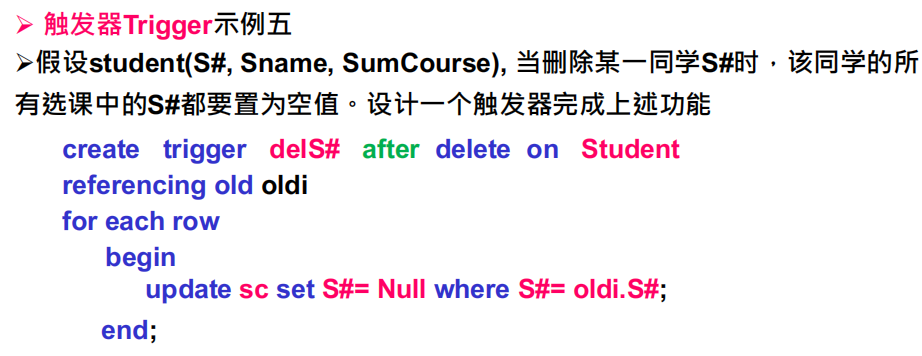 ➢ 触发器Trigger示例五
➢假设student(S#, Sname, SumCourse), 当删除某一同学S#时，该同学的所
有选课中的S#都要置为空值。设计一个触发器完成上述功能
create trigger delS# after delete on Student
referencing old oldi
for each row
begin
update sc set S#= Null where S#= oldi.S#;
end;